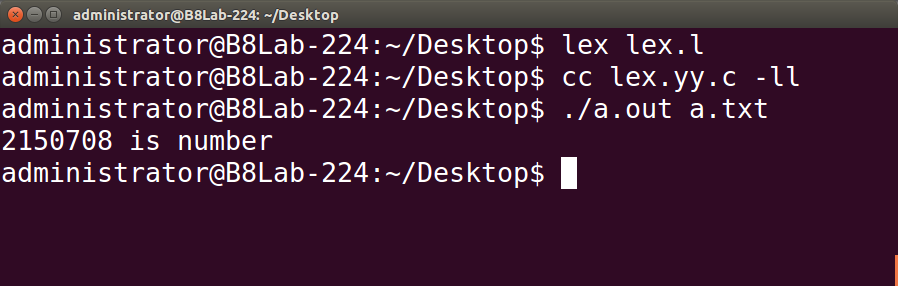 administrator@B8Lab-224: ~/Desktop
administrator@B8Lab-224:~/Desktop$ lex lex.l
administrator@B8Lab-224:~/Desktop$ cc lex.yy.c -ll
administrator@B8Lab-224:~/Desktop$ ./a.out a.txt
2150708 is number
administrator@B8Lab-224:~/Desktop$